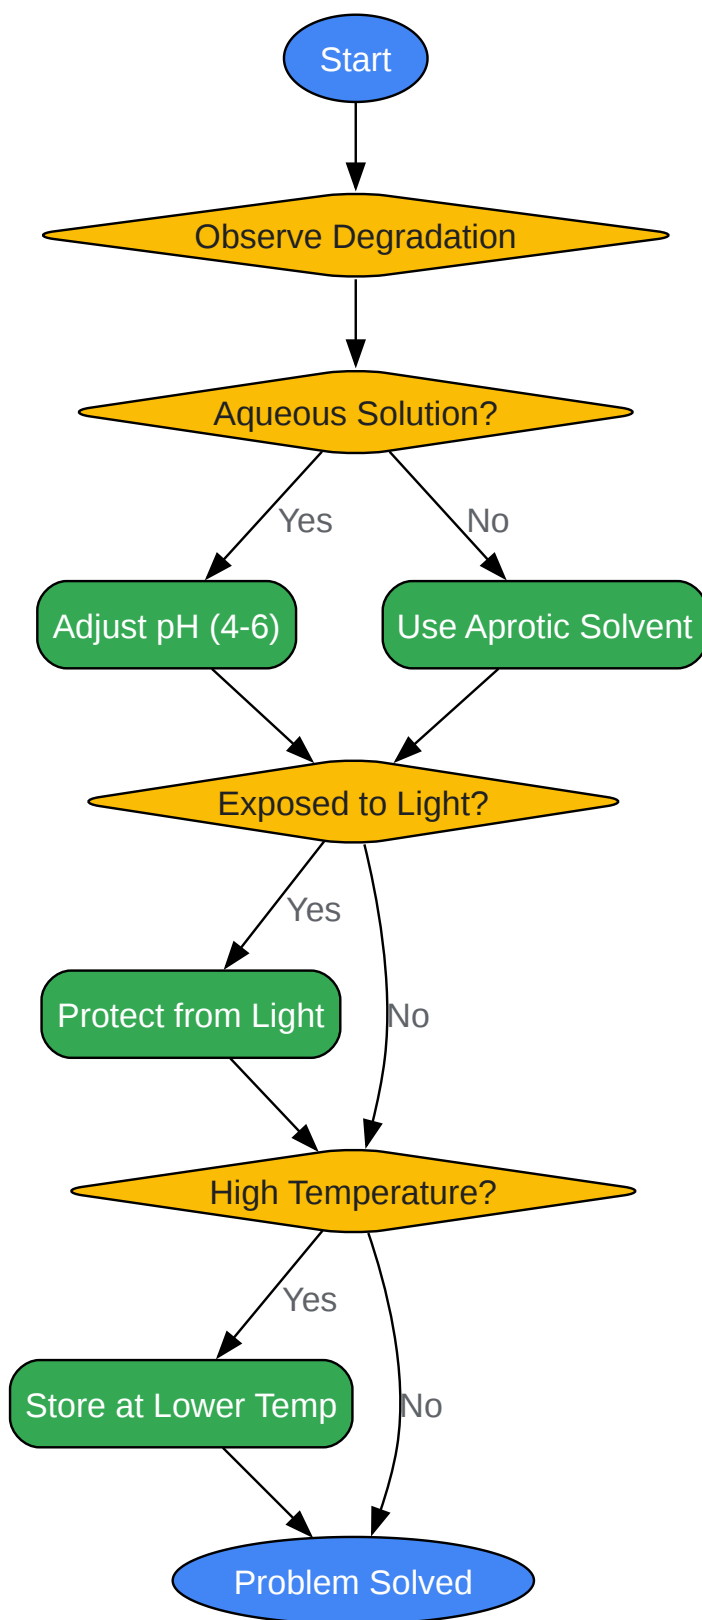 Start
Observe Degradation
Aqueous Solution?
Yes
No
Adjust pH (4-6)
Use Aprotic Solvent
Exposed to Light?
Yes
Protect from Light
No
High Temperature?
Yes
Store at Lower Temp
No
Problem Solved